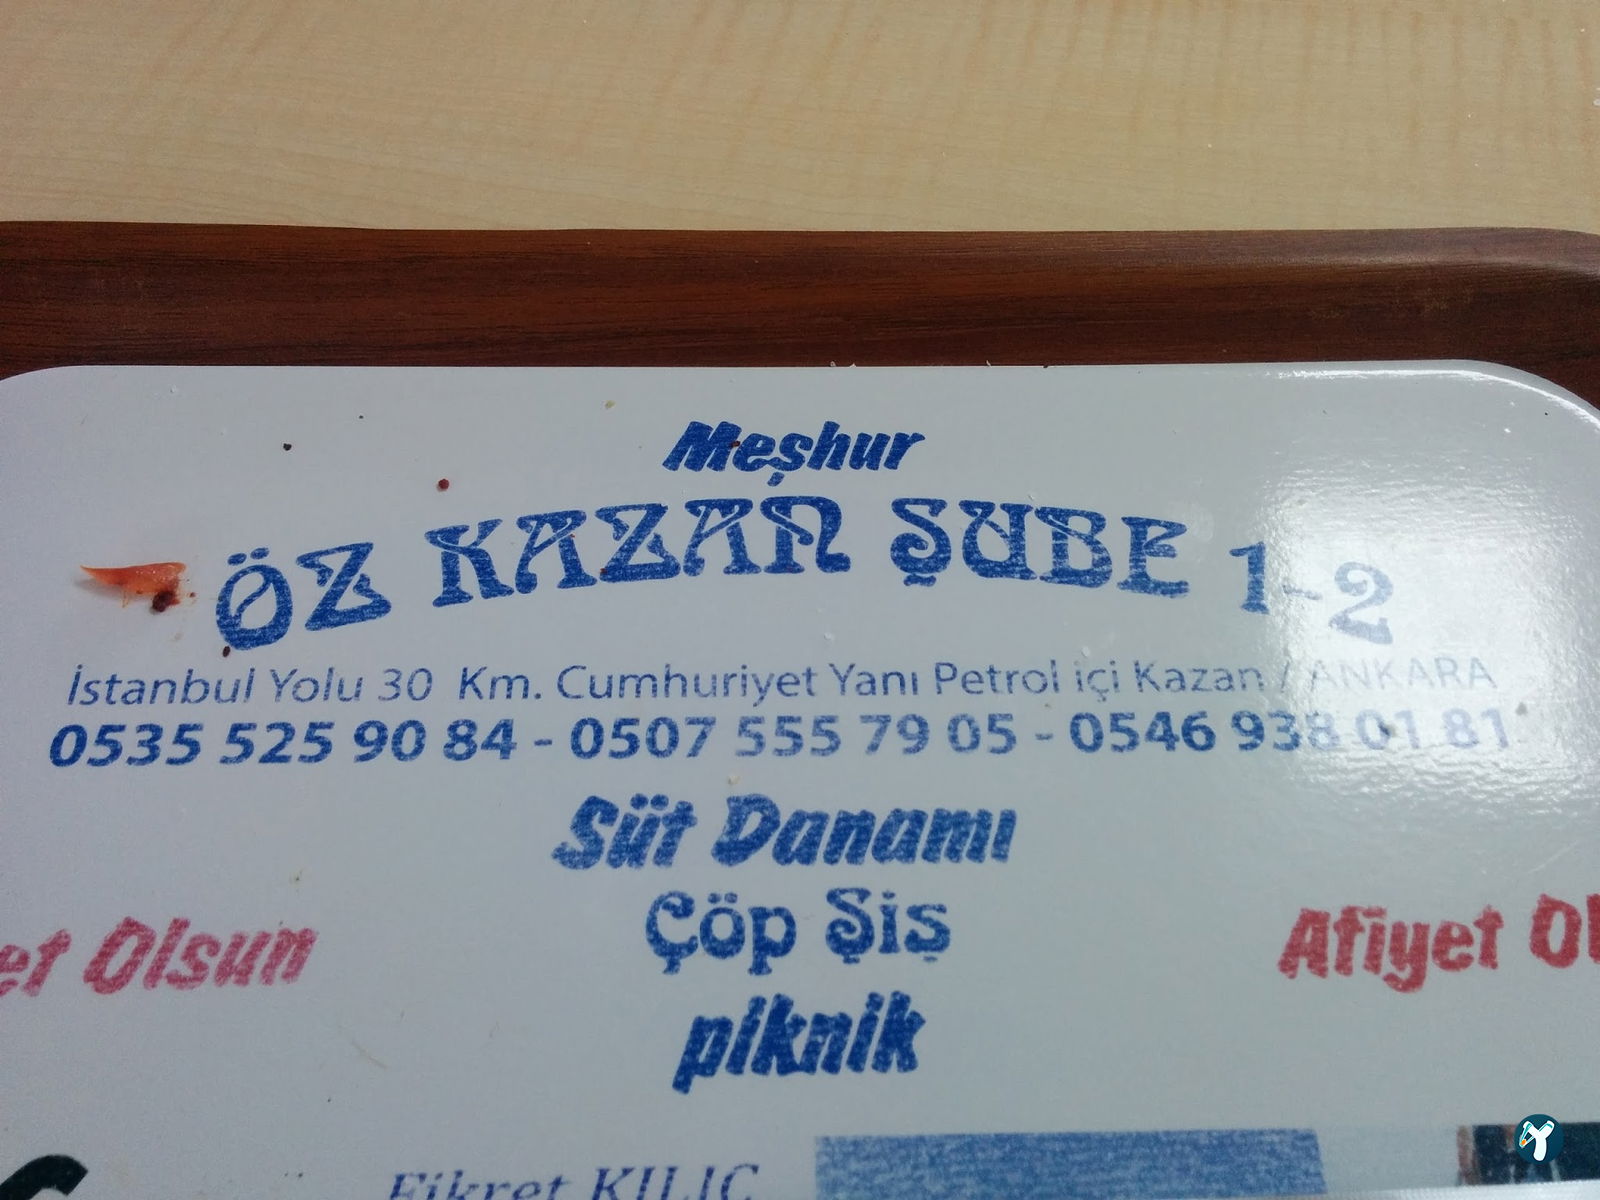 Meşhur
ÖZ KAZAN ŞUBE 1-2
İstanbul Yolu 30 Km. Cumhuriyet Yanı Petrol içi Kazan / ANKARA
0535 525 90 84 - 0507 555 79 05 - 0546 938 01 81
Süt Danamı
Çöp Şiş
et Olsun
Afiyet Ol
piknik
Fikret KILIÇ